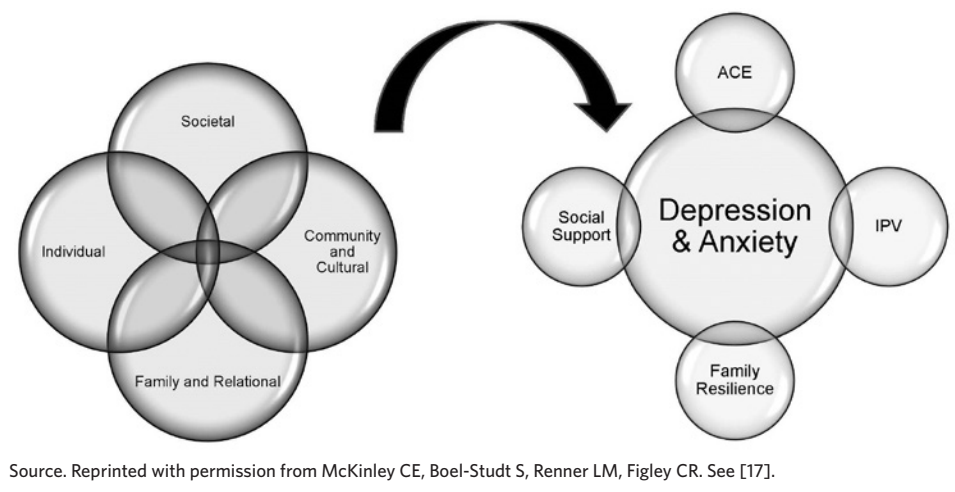 Societal
Individual
Community
and
Cultural
Family and Relational
ACE
Social
Support
Depression
& Anxiety
IPV
Family
Resilience
Source. Reprinted with permission from McKinley CE, Boel-Studt S, Renner LM, Figley CR. See [17].